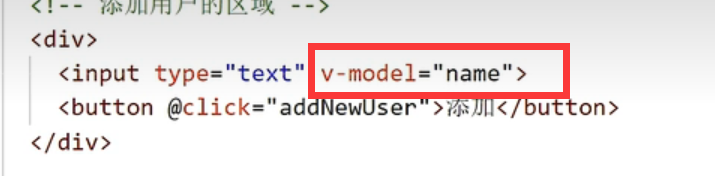 <!-- 添加用户的区域 -->
<div>
<input type="text" v-model="name">
<button @click="addNewUser">添加</button>
</div>